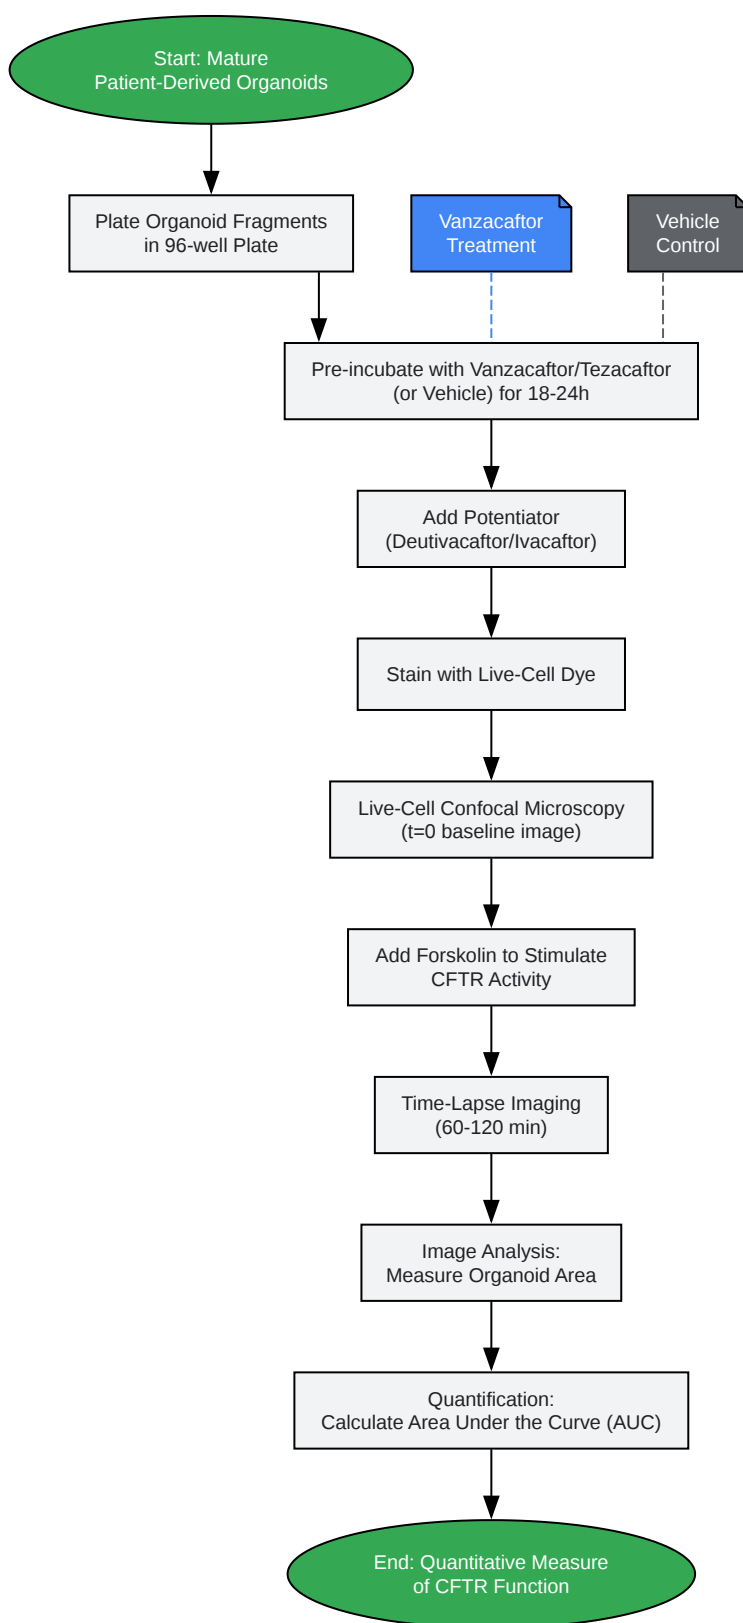 Start: Mature
Patient-Derived Organoids
Plate Organoid Fragments
in 96-well Plate
Vanzacaftor
Treatment
Vehicle
Control
Pre-incubate with Vanzacaftor/Tezacaftor
(or Vehicle) for 18-24h
Add Potentiator
(Deutivacaftor/Ivacaftor)
Stain with Live-Cell Dye
Live-Cell Confocal Microscopy
(t=0 baseline image)
Add Forskolin to Stimulate
CFTR Activity
Time-Lapse Imaging
(60-120 min)
Image Analysis:
Measure Organoid Area
Quantification:
Calculate Area Under the Curve (AUC)
End: Quantitative Measure
of CFTR Function